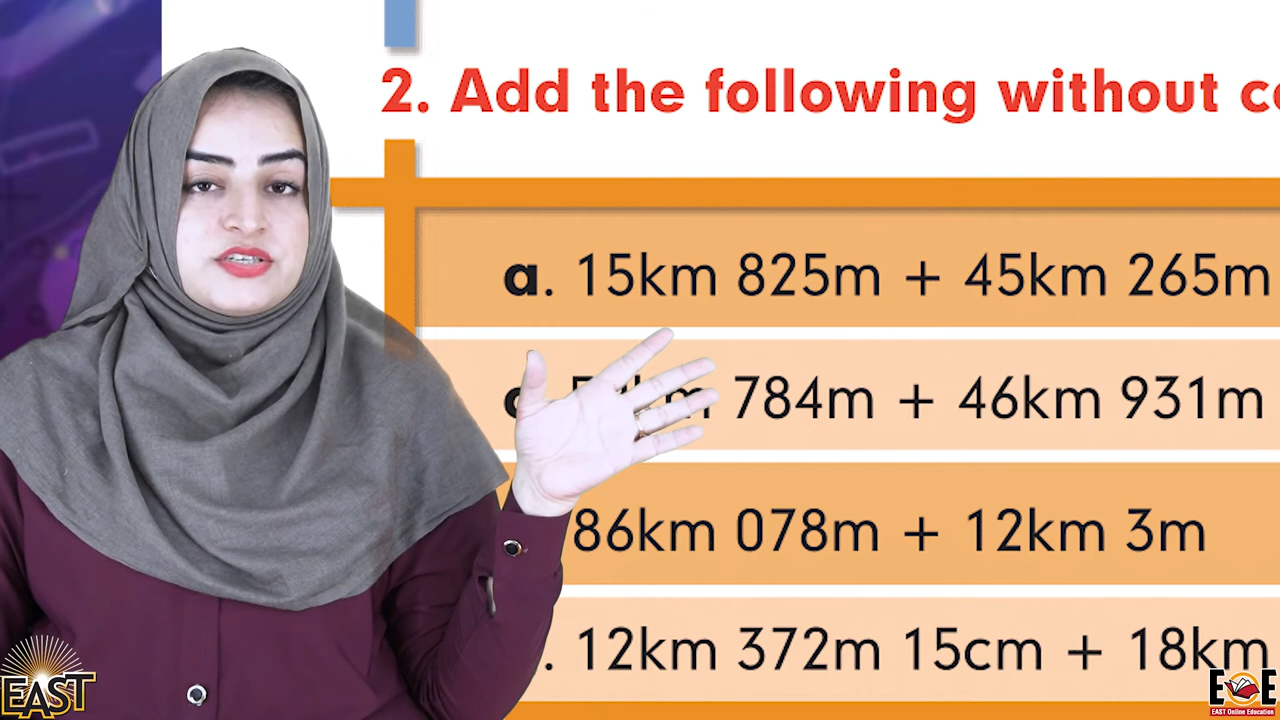 2. Add the following without
a. 15km 825m + 45km 265m
784m + 46km 931m
86km 078m + 12km 3m
. 12km 372m 15cm + 18km
EAST
EOE
EAST Online Education